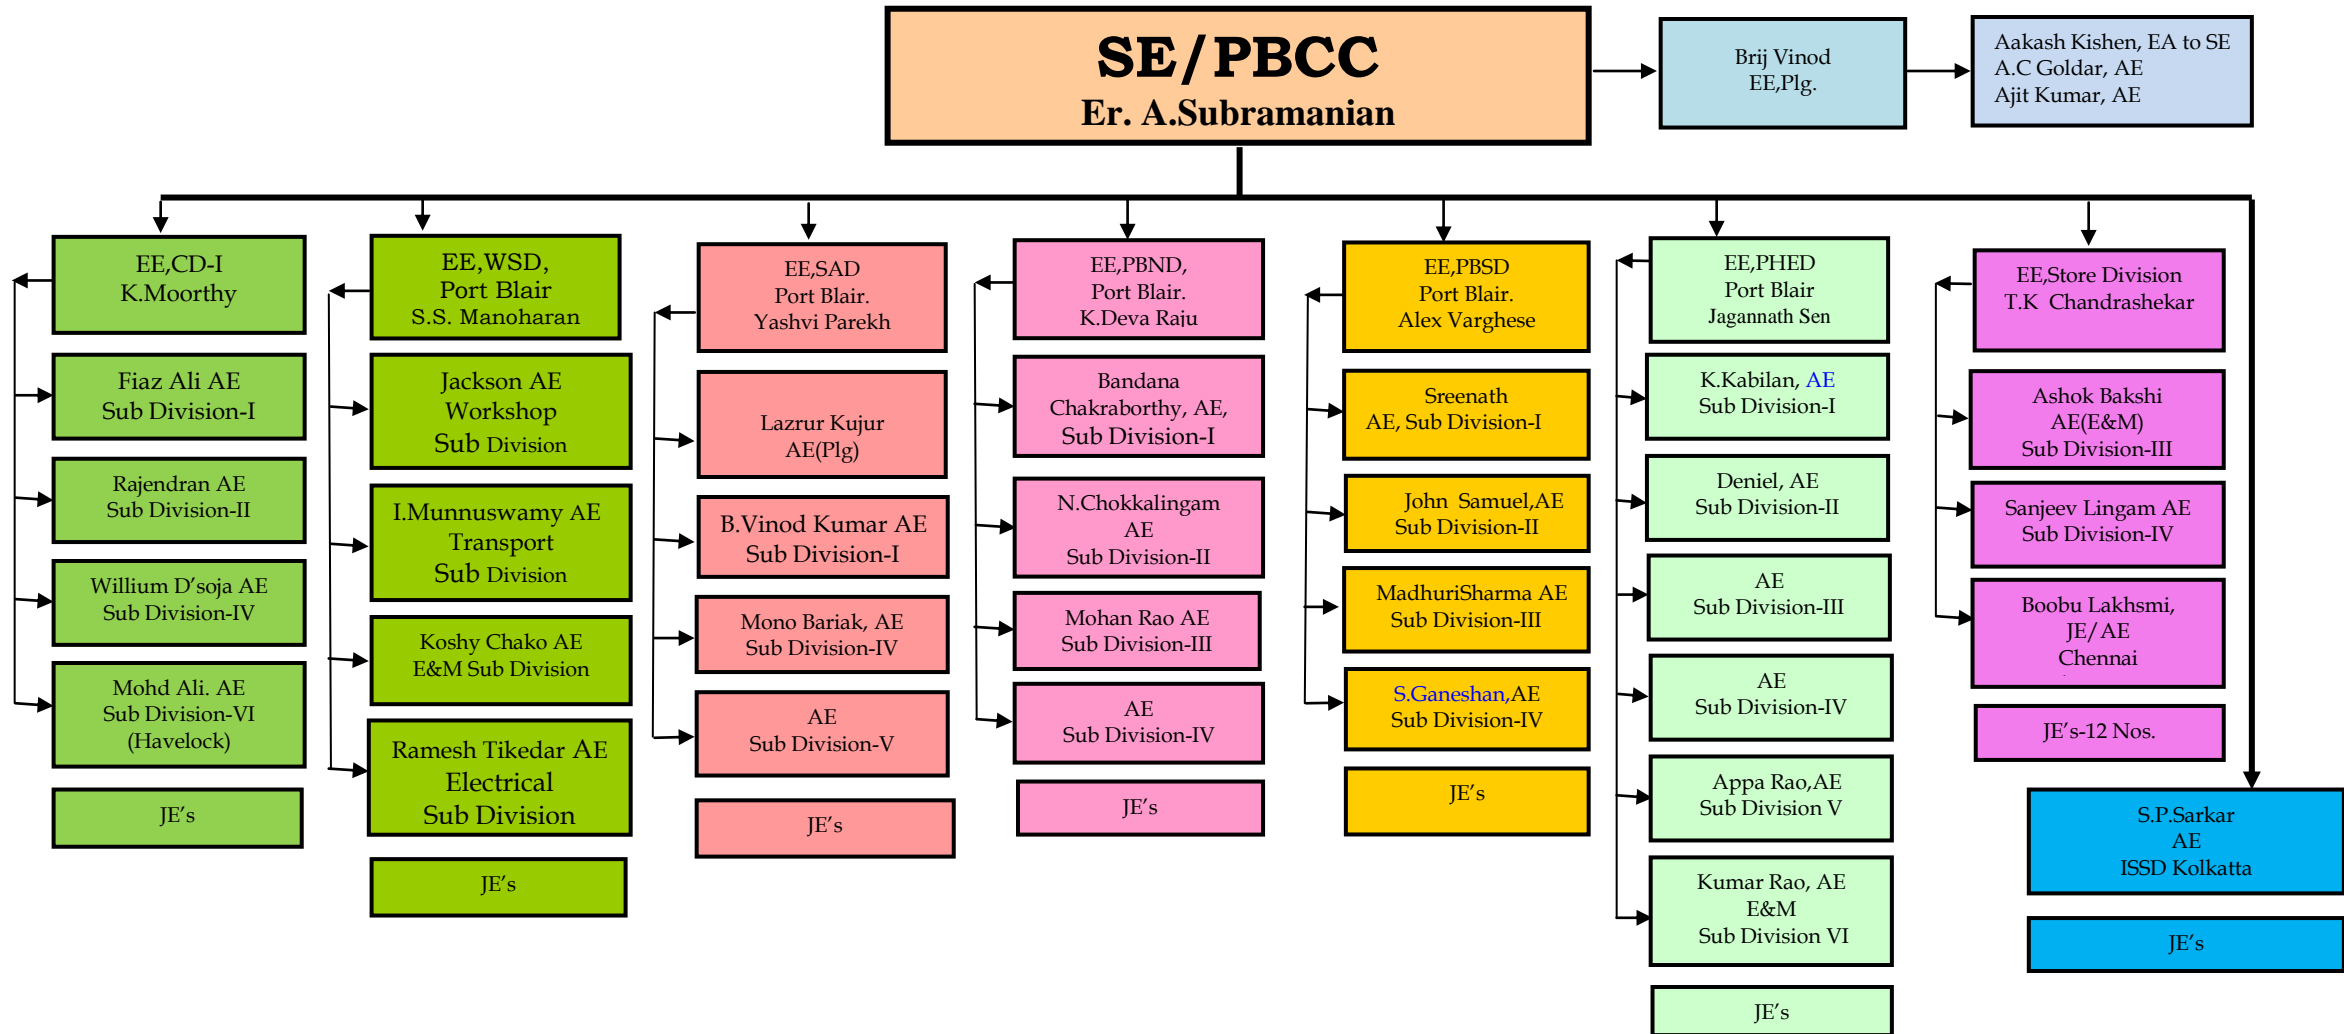 SE/PBCC
Er. A.Subramanian
Brij Vinod
EE,Plg.
Aakash Kishen, EA to SE
A.C Goldar, AE
Ajit Kumar, AE
EE,CD-I
K.Moorthy
Fiaz Ali AE
Sub Division-I
Rajendran AE
Sub Division-II
Willium D’soja AE
Sub Division-IV
Mohd Ali. AE
Sub Division-VI
(Havelock)
JE’s
EE,WSD,
Port Blair
S.S. Manoharan
Jackson AE
Workshop
Sub Division
I.Munnuswamy AE
Transport
Sub Division
Koshy Chako AE
E&M Sub Division
Ramesh Tikedar AE
Electrical
Sub Division
JE’s
EE,SAD
Port Blair.
Yashvi Parekh
Lazrur Kujur
AE(Plg)
B.Vinod Kumar AE
Sub Division-I
Mono Bariak, AE
Sub Division-IV
AE
Sub Division-V
JE’s
EE,PBND,
Port Blair.
K.Deva Raju
Bandana
Chakraborthy, AE,
Sub Division-I
N.Chokkalingam
AE
Sub Division-II
Mohan Rao AE
Sub Division-III
AE
Sub Division-IV
JE’s
EE,PBSD
Port Blair.
Alex Varghese
Sreenath
AE, Sub Division-I
John Samuel,AE
Sub Division-II
MadhuriSharma AE
Sub Division-III
S.Ganeshan,AE
Sub Division-IV
JE’s
EE,PHED
Port Blair
Jagannath Sen
K.Kabilan, AE
Sub Division-I
Deniel, AE
Sub Division-II
AE
Sub Division-III
AE
Sub Division-IV
Appa Rao,AE
Sub Division V
Kumar Rao, AE
E&M
Sub Division VI
JE’s
EE,Store Division
T.K Chandrashekar
Ashok Bakshi
AE(E&M)
Sub Division-III
Sanjeev Lingam AE
Sub Division-IV
Boobu Lakhsmi,
JE/AE
Chennai
JE’s-12 Nos.
S.P.Sarkar
AE
ISSD Kolkatta
JE’s